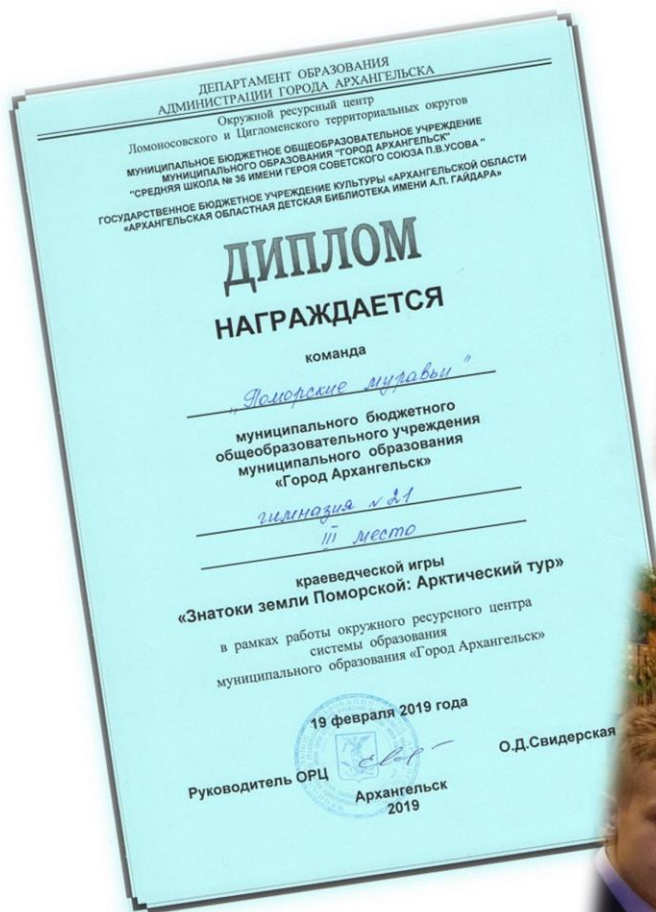 ДЕПАРТАМЕНТ ОБРАЗОВАНИЯ
АДМИНИСТРАЦИИ ГОРОДА АРХАНГЕЛЬСКА
Окружной ресурсный центр
Ломоносовского и Цигломенского территориальных округов
МУНИЦИПАЛЬНОЕ БЮДЖЕТНОЕ ОБЩЕОБРАЗОВАТЕЛЬНОЕ УЧРЕЖДЕНИЕ
МУНИЦИПАЛЬНОГО ОБРАЗОВАНИЯ "ГОРОД АРХАНГЕЛЬСК"
"СРЕДНЯЯ ШКОЛА № 36 ИМЕНИ ГЕРОЯ СОВЕТСКОГО СОЮЗА П.В.УСОВА "
ГОСУДАРСТВЕННОЕ БЮДЖЕТНОЕ УЧРЕЖДЕНИЕ КУЛЬТУРЫ «АРХАНГЕЛЬСКОЙ ОБЛАСТИ
«АРХАНГЕЛЬСКАЯ ОБЛАСТНАЯ ДЕТСКАЯ БИБЛИОТЕКА ИМЕНИ А.П. ГАЙДАРА»
ДИПЛОМ
НАГРАЖДАЕТСЯ
команда
„Поморские муравьи"
муниципального бюджетного
общеобразовательного учреждения
муниципального образования
«Город Архангельск»
гимназия № 21
III место
краеведческой игры
«Знатоки земли Поморской: Арктический тур»
в рамках работы окружного ресурсного центра
системы образования
муниципального образования «Город Архангельск»
19 февраля 2019 года
Руководитель ОРЦ О.Д.Свидерская
Архангельск
2019